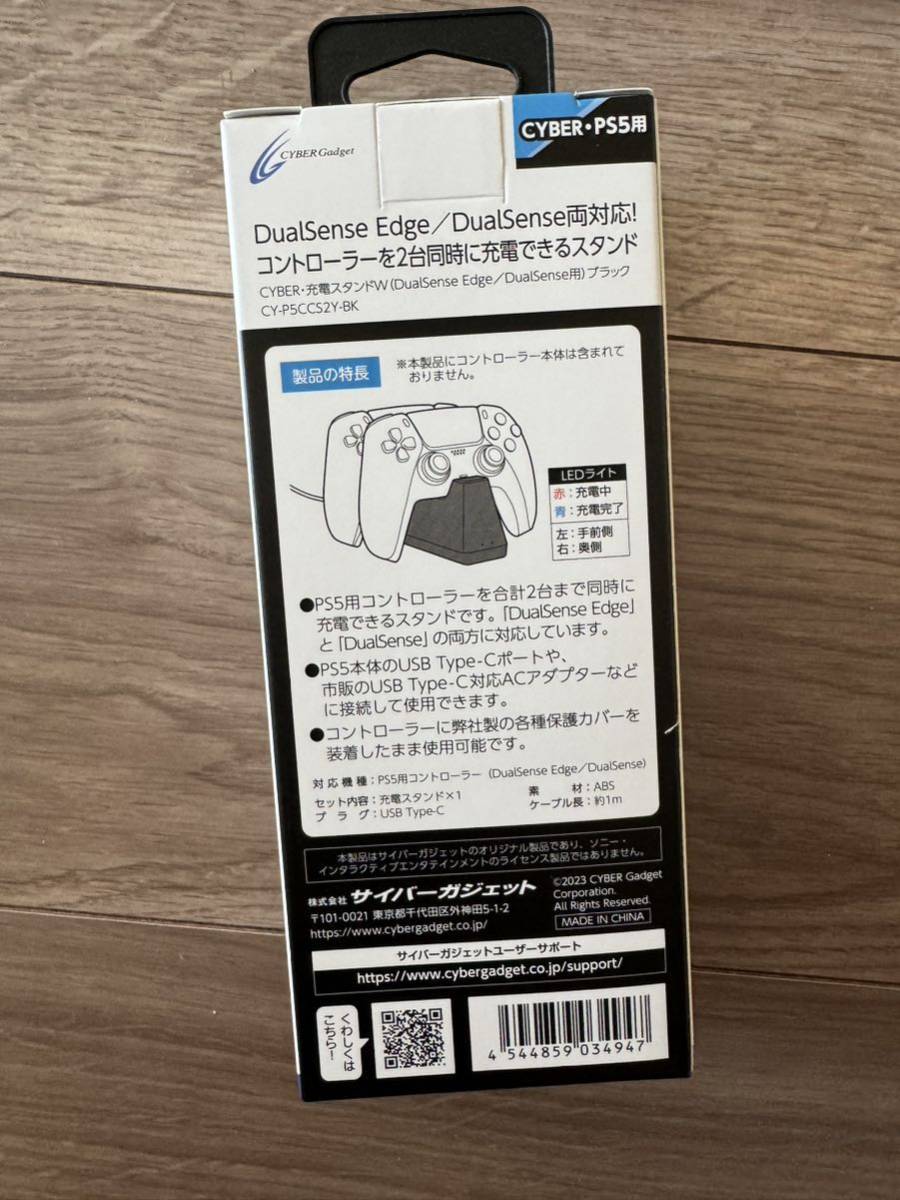 CYBER Gadget
CYBER・PS5用
DualSense Edge／DualSense両対応！
コントローラーを2台同時に充電できるスタンド
CYBER・充電スタンドW（DualSense Edge／DualSense用）ブラック
CY-P5CCS2Y-BK
製品の特長
※本製品にコントローラー本体は含まれて
おりません。
LEDライト
赤：充電中
青：充電完了
左：手前側
右：奥側
●PS5用コントローラーを合計2台まで同時に
充電できるスタンドです。「DualSense Edge」
と「DualSense」の両方に対応しています。
●PS5本体のUSB Type-Cポートや、
市販のUSB Type-C対応ACアダプターなど
に接続して使用できます。
●コントローラーに弊社製の各種保護カバーを
装着したまま使用可能です。
対応機種：PS5用コントローラー（DualSense Edge／DualSense）
セット内容：充電スタンド×1
素材：ABS
プラグ：USB Type-C
ケーブル長：約1m
本製品はサイバーガジェットのオリジナル製品であり、ソニー・
インタラクティブエンタテインメントのライセンス製品ではありません。
株式会社サイバーガジェット
〒101-0021 東京都千代田区外神田5-1-2
https://www.cybergadget.co.jp/
©2023 CYBER Gadget
Corporation.
All Rights Reserved.
MADE IN CHINA
サイバーガジェットユーザーサポート
https://www.cybergadget.co.jp/support/
くわしくは
こちら！
4 544859 034947